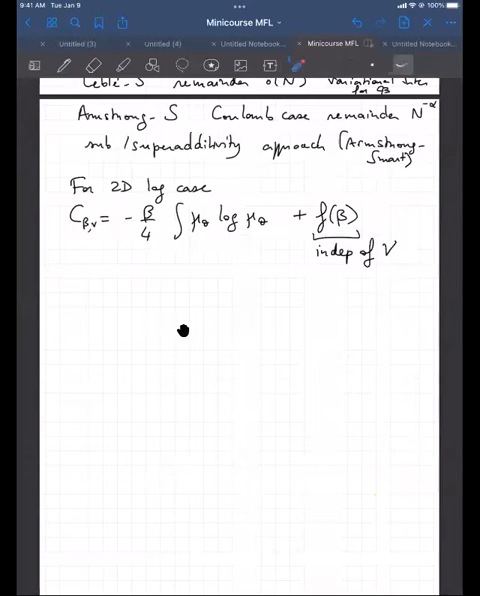 9:41 AM Tue Jan 9
100%
Minicourse MFL
Untitled (3)
Untitled (4)
Untitled Notebook...
Minicourse MFL
Untitled Notebook...
Leblé-S remainder o(N) variational
for
Armstrong-S Coulomb case remainder N^-α
sub/superadditivity approach (Armstrong-
Smart)
For 2D log case
C_β,V = - β/4 ∫ μ_θ log μ_θ + f(β)
indep of V